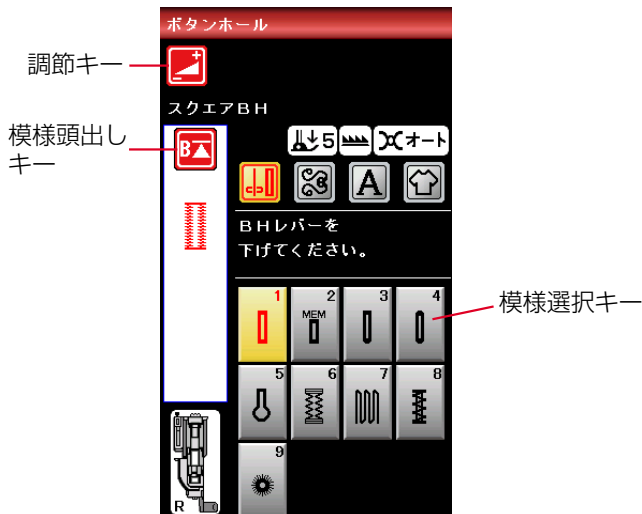 ボタンホール
調節キー
スクエアBH
模様頭出し
キー
B
5
オート
A
BHレバーを
下げてください。
1
2
3
4
MEM
模様選択キー
5
6
7
8
9
R